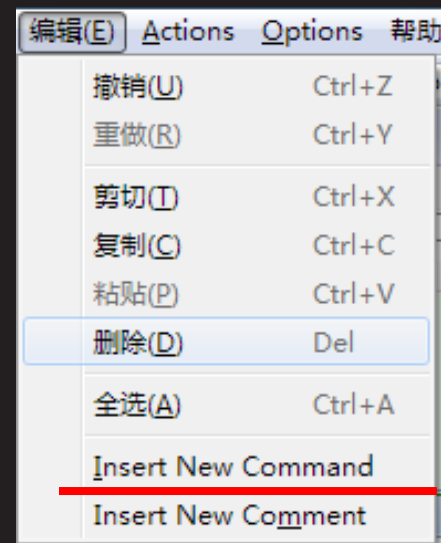 编辑(E) Actions Options 帮助
撤销(U) Ctrl+Z
重做(R) Ctrl+Y
剪切(T) Ctrl+X
复制(C) Ctrl+C
粘贴(P) Ctrl+V
删除(D) Del
全选(A) Ctrl+A
Insert New Command
Insert New Comment